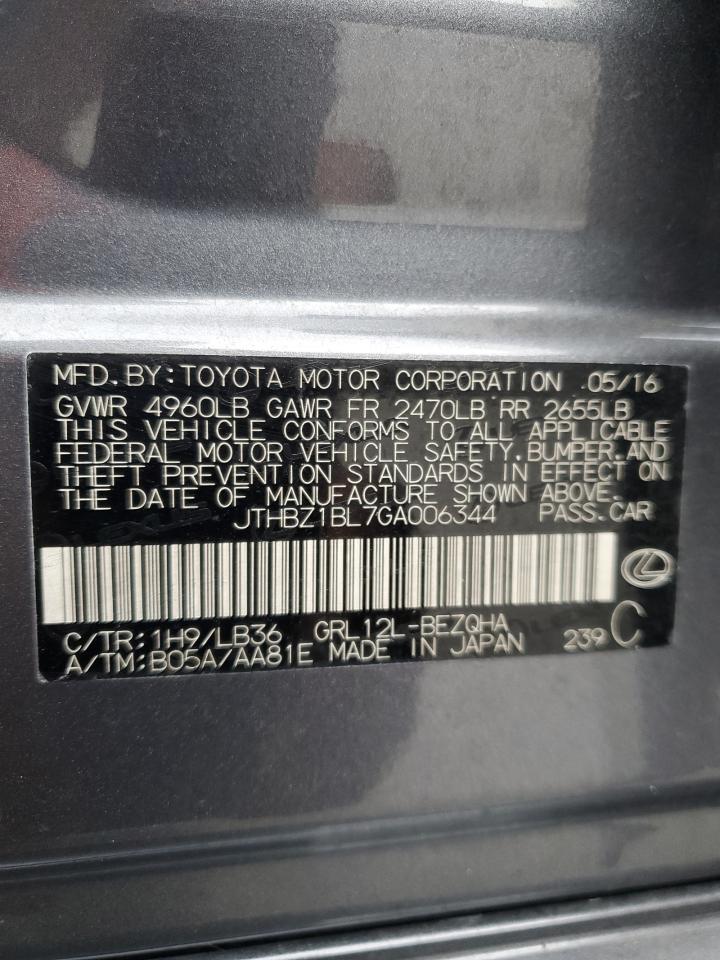 MFD.BY:TOYOTA MOTOR CORPORATION 05/16
GVWR 4960LB GAWR FR 2470LB RR 2655LB
THIS VEHICLE CONFORMS TO ALL APPLICABLE
FEDERAL MOTOR VEHICLE SAFETY,BUMPER,AND
THEFT PREVENTION STANDARDS IN EFFECT ON
THE DATE OF MANUFACTURE SHOWN ABOVE.
JTHBZ1BL7GA006344 PASS.CAR
C/TR:1H9/LB36 GRL12L-BEZQHA
A/TM:B05A/AA81E MADE IN JAPAN 239 C